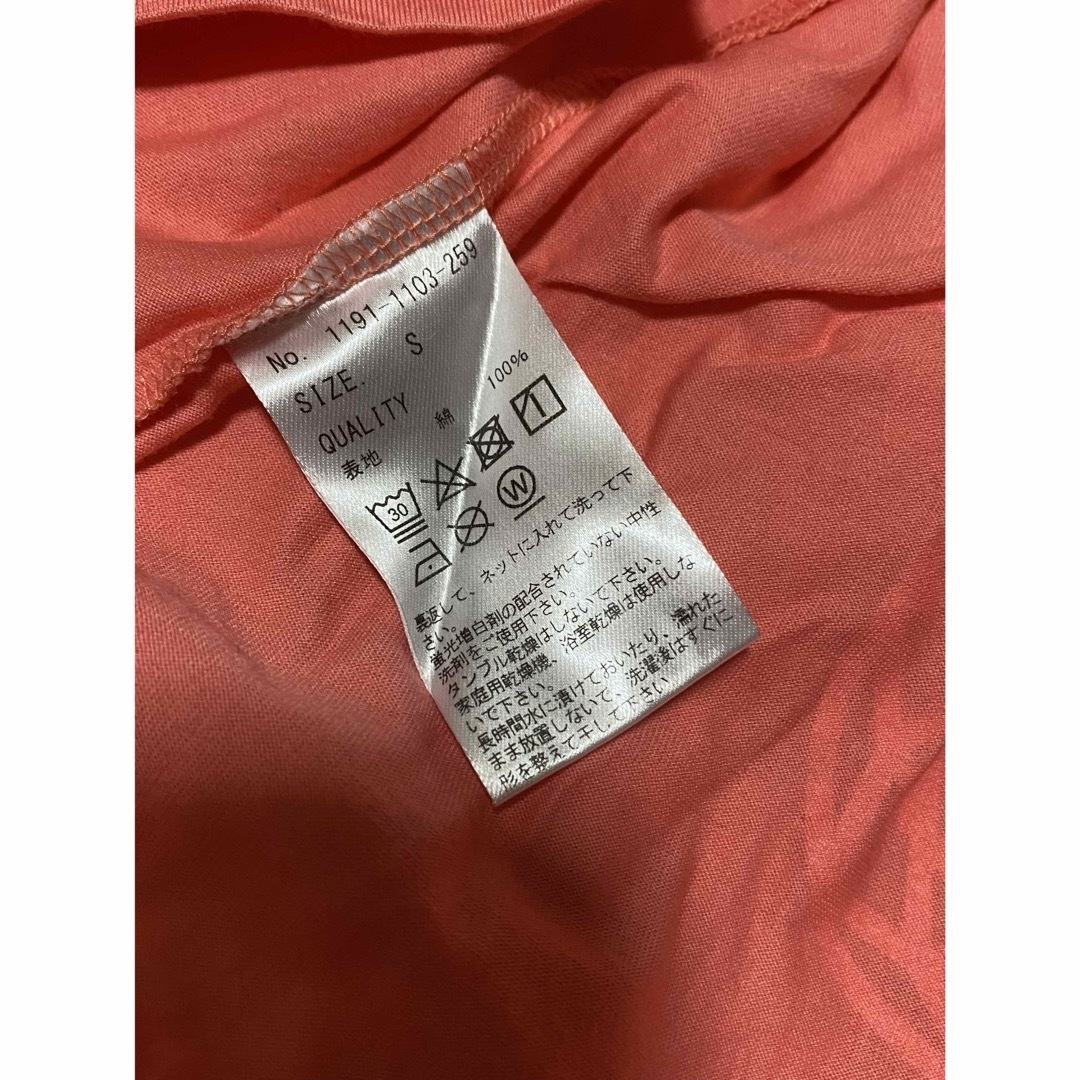 No. 1191-1103-259
SIZE. S
QUALITY
表地 綿 100%
30
W
裏返して、ネットに入れて洗って下
さい。
蛍光増白剤の配合されていない中性
洗剤をご使用下さい。
タンブル乾燥はしないで下さい。
家庭用乾燥機、浴室乾燥は使用しな
いで下さい。
長時間水に漬けておいたり、濡れた
まま放置しないで、洗濯後はすぐに
形を整えて干して下さい